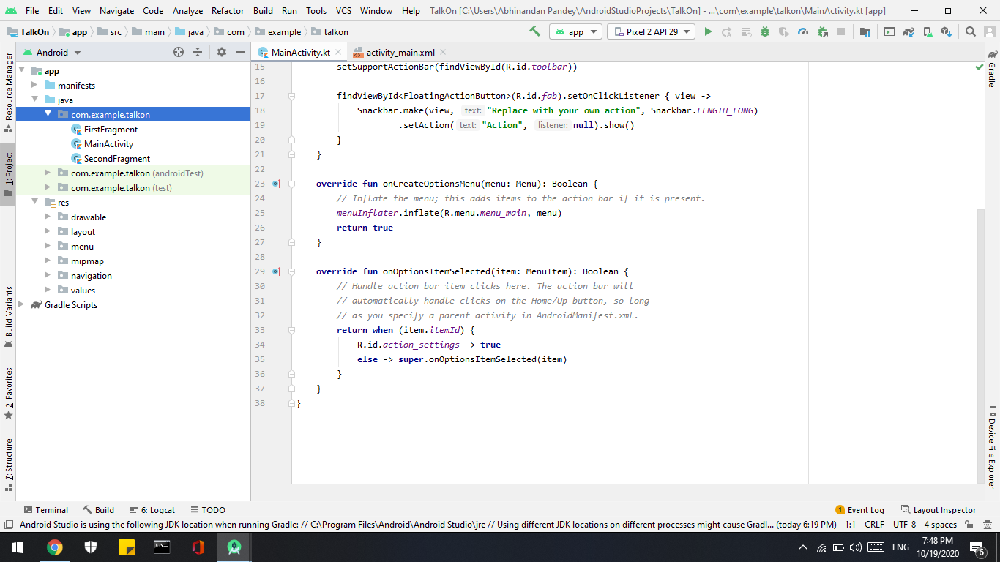 File Edit View Navigate Code Analyze Refactor Build Run Tools VCS Window Help TalkOn [C:\Users\Abhinandan Pandey\AndroidStudioProjects\TalkOn] - ...\com\example\talkon\MainActivity.kt [app]
TalkOn app src main java com example talkon app Pixel 2 API 29
Android MainActivity.kt activity_main.xml
Resource Manager
1: Project
Build Variants
2: Favorites
7: Structure
app
manifests
java
com.example.talkon
FirstFragment
MainActivity
SecondFragment
com.example.talkon (androidTest)
com.example.talkon (test)
res
drawable
layout
menu
mipmap
navigation
values
Gradle Scripts
15 setSupportActionBar(findViewById(R.id.toolbar))
16
17 findViewById<FloatingActionButton>(R.id.fab).setOnClickListener { view ->
18 Snackbar.make(view, text: "Replace with your own action", Snackbar.LENGTH_LONG)
19 .setAction( text: "Action", listener: null).show()
20 }
21 }
22
23 override fun onCreateOptionsMenu(menu: Menu): Boolean {
24 // Inflate the menu; this adds items to the action bar if it is present.
25 menuInflater.inflate(R.menu.menu_main, menu)
26 return true
27 }
28
29 override fun onOptionsItemSelected(item: MenuItem): Boolean {
30 // Handle action bar item clicks here. The action bar will
31 // automatically handle clicks on the Home/Up button, so long
32 // as you specify a parent activity in AndroidManifest.xml.
33 return when (item.itemId) {
34 R.id.action_settings -> true
35 else -> super.onOptionsItemSelected(item)
36 }
37 }
38 }
Gradle
Device File Explorer
Terminal Build 6: Logcat TODO 1 Event Log Layout Inspector
Android Studio is using the following JDK location when running Gradle: // C:\Program Files\Android\Android Studio\jre // Using different JDK locations on different processes might cause Gradl... (today 6:19 PM) 1:1 CRLF UTF-8 4 spaces
ENG 7:48 PM
10/19/2020 6